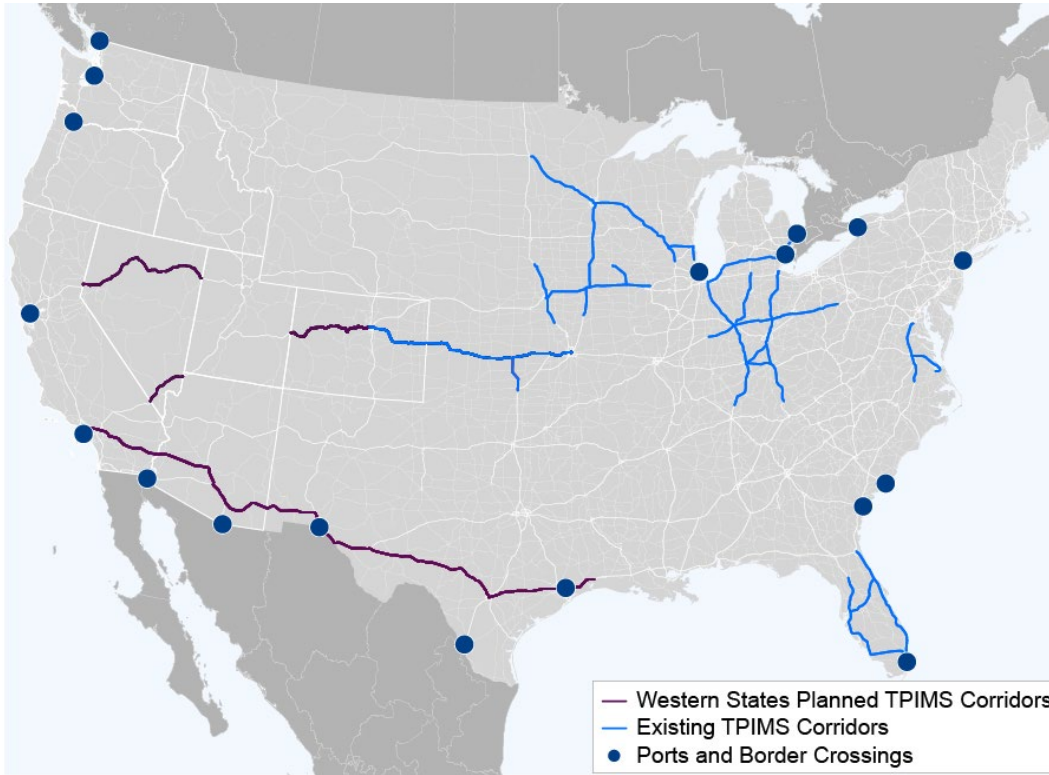 Western States Planned TPIMS Corridors
Existing TPIMS Corridors
Ports and Border Crossings